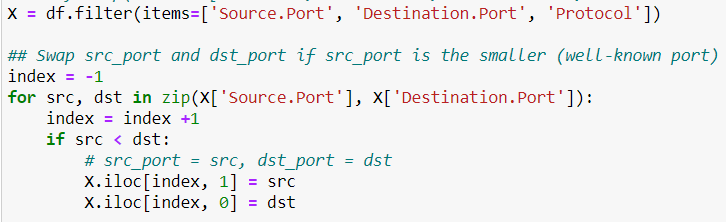 X = df.filter(items=['Source.Port', 'Destination.Port', 'Protocol'])
## Swap src_port and dst_port if src_port is the smaller (well-known port)
index = -1
for src, dst in zip(X['Source.Port'], X['Destination.Port']):
    index = index +1
    if src < dst:
        # src_port = src, dst_port = dst
        X.iloc[index, 1] = src
        X.iloc[index, 0] = dst